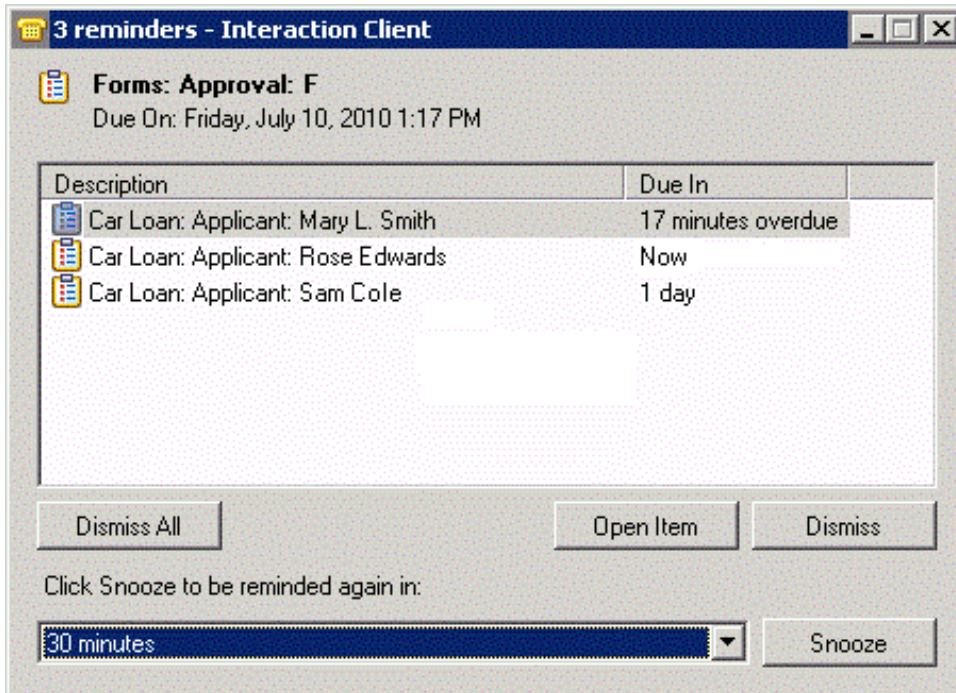 3 reminders - Interaction Client
Forms: Approval: F
Due On: Friday, July 10, 2010 1:17 PM
Description Due In
Car Loan: Applicant: Mary L. Smith 17 minutes overdue
Car Loan: Applicant: Rose Edwards Now
Car Loan: Applicant: Sam Cole 1 day
Dismiss All Open Item Dismiss
Click Snooze to be reminded again in:
30 minutes Snooze